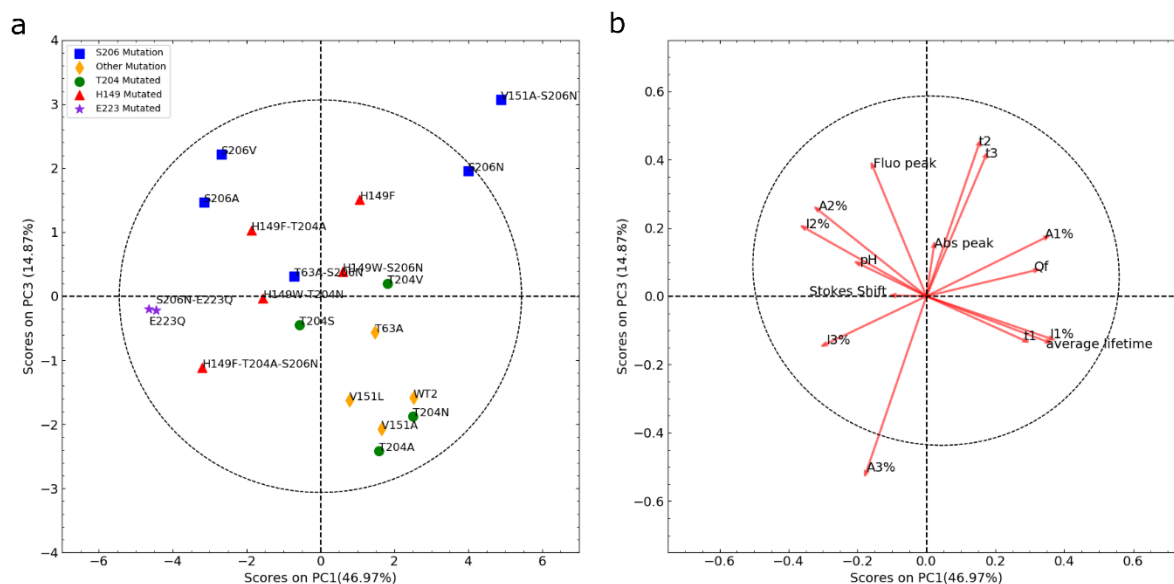 a
Scores on PC3 (14.87%)
4
3
2
1
0
−1
−2
−3
−4
S206 Mutation
Other Mutation
T204 Mutated
H149 Mutated
E223 Mutated
V151A-S206N
S206V
S206N
S206A
H149F
H149F-T204A
H149W-S206N
T63A-S206N
T204V
H149W-T204N
S206N-E223Q
E223Q
T204S
T63A
H149F-T204A-S206N
V151L
WT2
T204N
V151A
T204A
−6
−4
−2
0
2
4
6
Scores on PC1(46.97%)
b
Scores on PC3 (14.87%)
0.6
0.4
0.2
0.0
−0.2
−0.4
−0.6
t2
t3
Fluo peak
A2%
I2%
A1%
Abs peak
pH
Qf
Stokes Shift
I3%
t1
I1%
average lifetime
A3%
−0.6
−0.4
−0.2
0.0
0.2
0.4
0.6
Scores on PC1(46.97%)